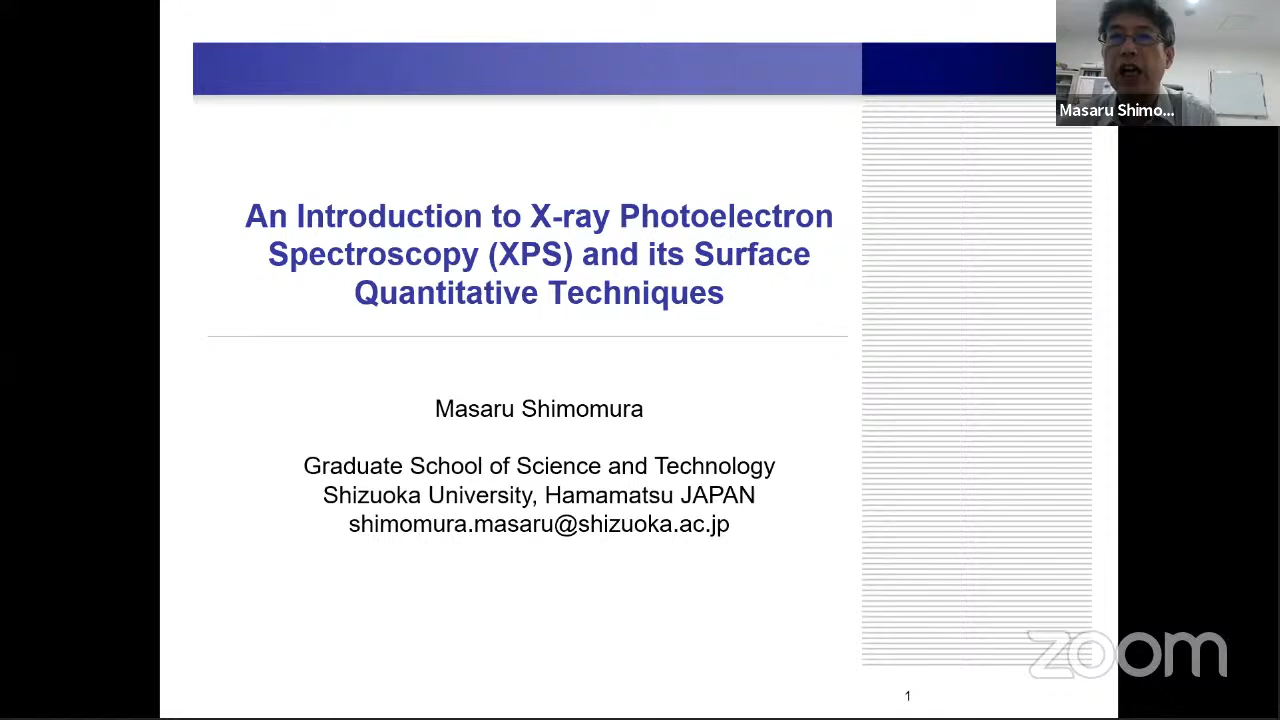 Masaru Shimo...
An Introduction to X-ray Photoelectron
Spectroscopy (XPS) and its Surface
Quantitative Techniques
Masaru Shimomura
Graduate School of Science and Technology
Shizuoka University, Hamamatsu JAPAN
shimomura.masaru@shizuoka.ac.jp
zoom
1